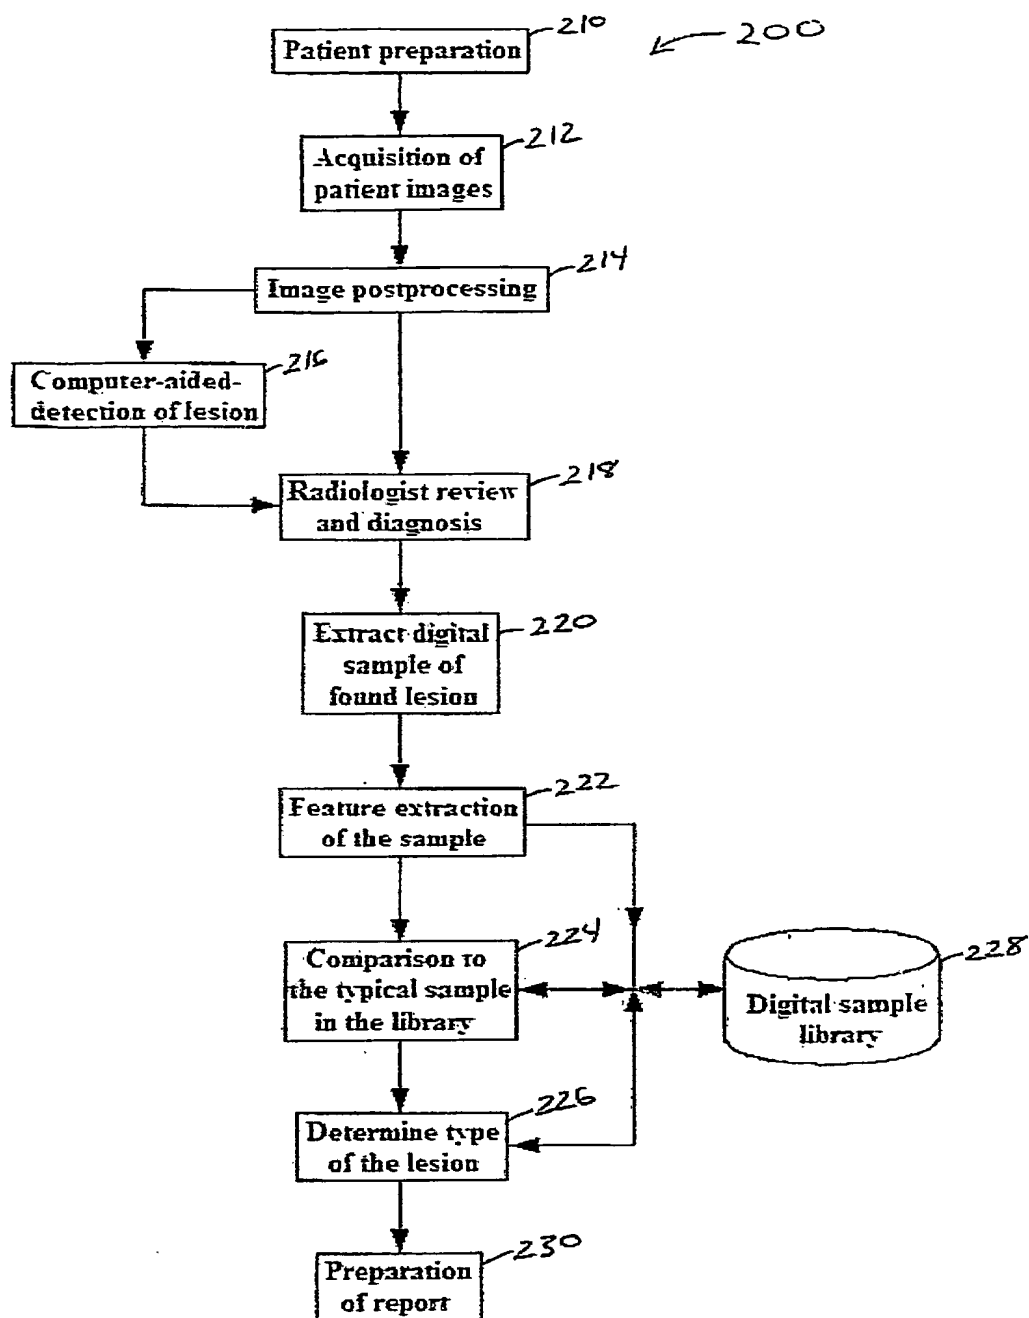 210
200
Patient preparation
212
Acquisition of
patient images
214
Image postprocessing
216
Computer-aided-
detection of lesion
218
Radiologist review
and diagnosis
220
Extract digital
sample of
found lesion
222
Feature extraction
of the sample
224
Comparison to
the typical sample
in the library
228
Digital sample
library
226
Determine type
of the lesion
230
Preparation
of report